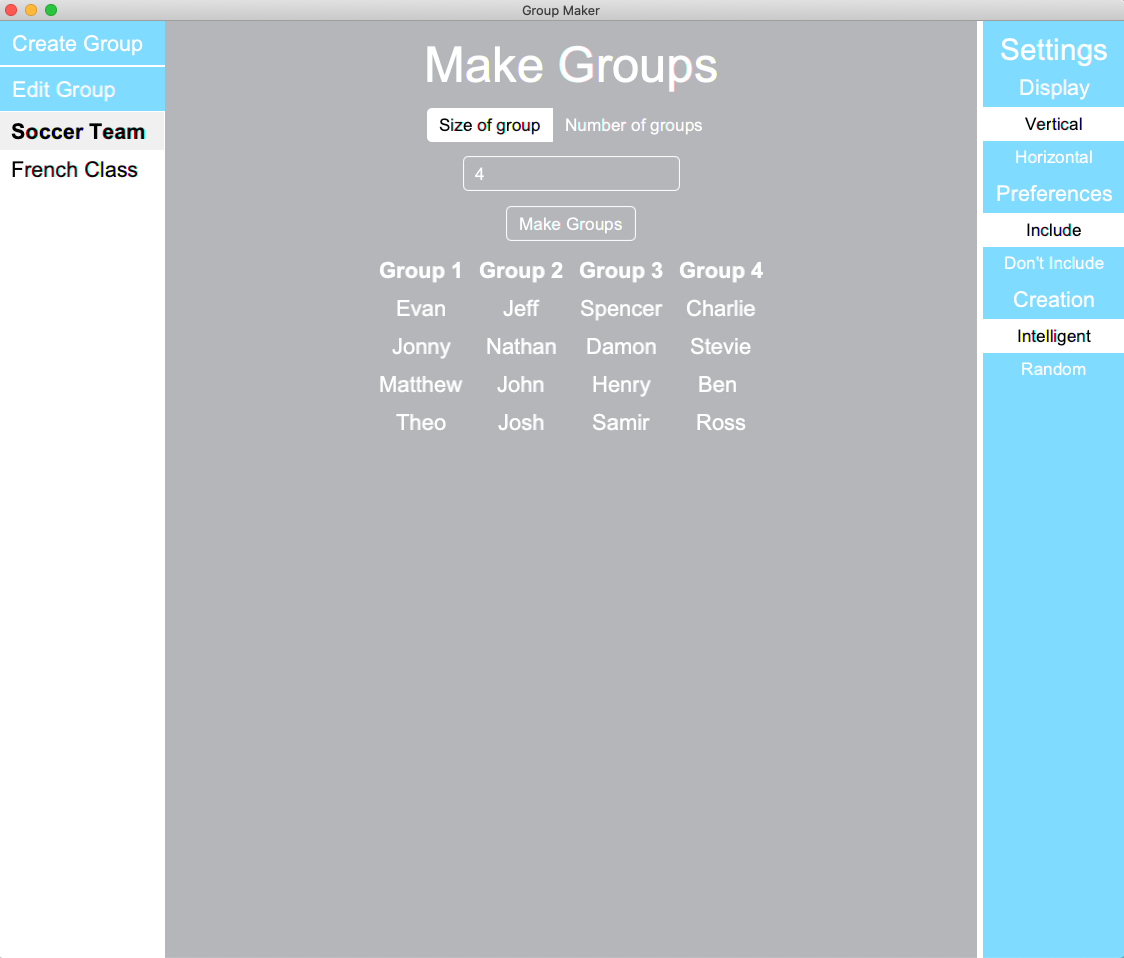 Group Maker
Create Group
Edit Group
Soccer Team
French Class
Make Groups
Size of group Number of groups
4
Make Groups
Group 1 Group 2 Group 3 Group 4
Evan Jeff Spencer Charlie
Jonny Nathan Damon Stevie
Matthew John Henry Ben
Theo Josh Samir Ross
Settings
Display
Vertical
Horizontal
Preferences
Include
Don't Include
Creation
Intelligent
Random